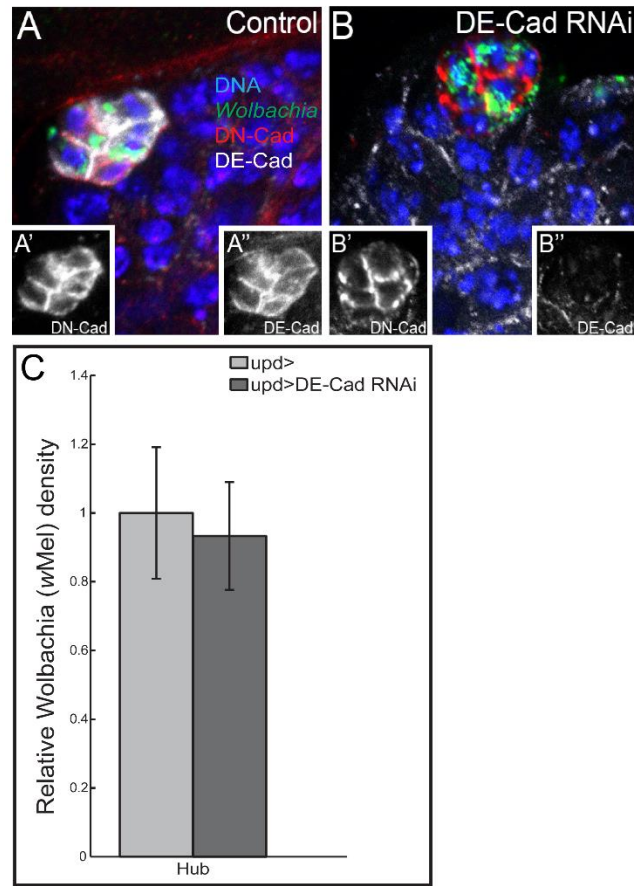 A
Control
DNA
Wolbachia
DN-Cad
DE-Cad
A'
DN-Cad
A''
DE-Cad
B
DE-Cad RNAi
B'
DN-Cad
B''
DE-Cad
C
upd>
upd>DE-Cad RNAi
Relative Wolbachia (wMel) density
1.4
1.2
1
0.8
0.6
0.4
0.2
0
Hub